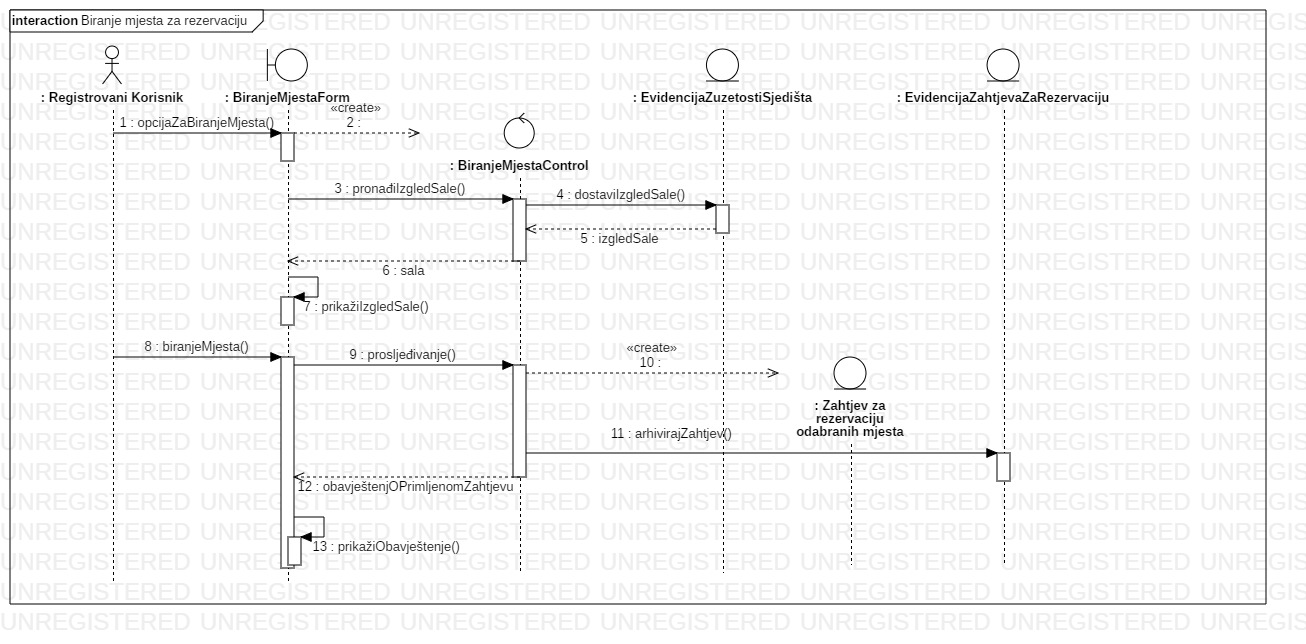 interaction Biranje mjesta za rezervaciju
: Registrovani Korisnik
: BiranjeMjestaForm
: EvidencijaZuzetostiSjedišta
: EvidencijaZahtjevaZaRezervaciju
«create»
1 : opcijaZaBiranjeMjesta()
2 :
: BiranjeMjestaControl
3 : pronađiIzgledSale()
4 : dostaviIzgledSale()
5 : izgledSale
6 : sala
7 : prikažiIzgledSale()
8 : biranjeMjesta()
9 : prosljeđivanje()
«create»
10 :
: Zahtjev za
rezervaciju
odabranih mjesta
11 : arhivirajZahtjev()
12 : obavještenjOPrimljenomZahtjevu
13 : prikažiObavještenje()